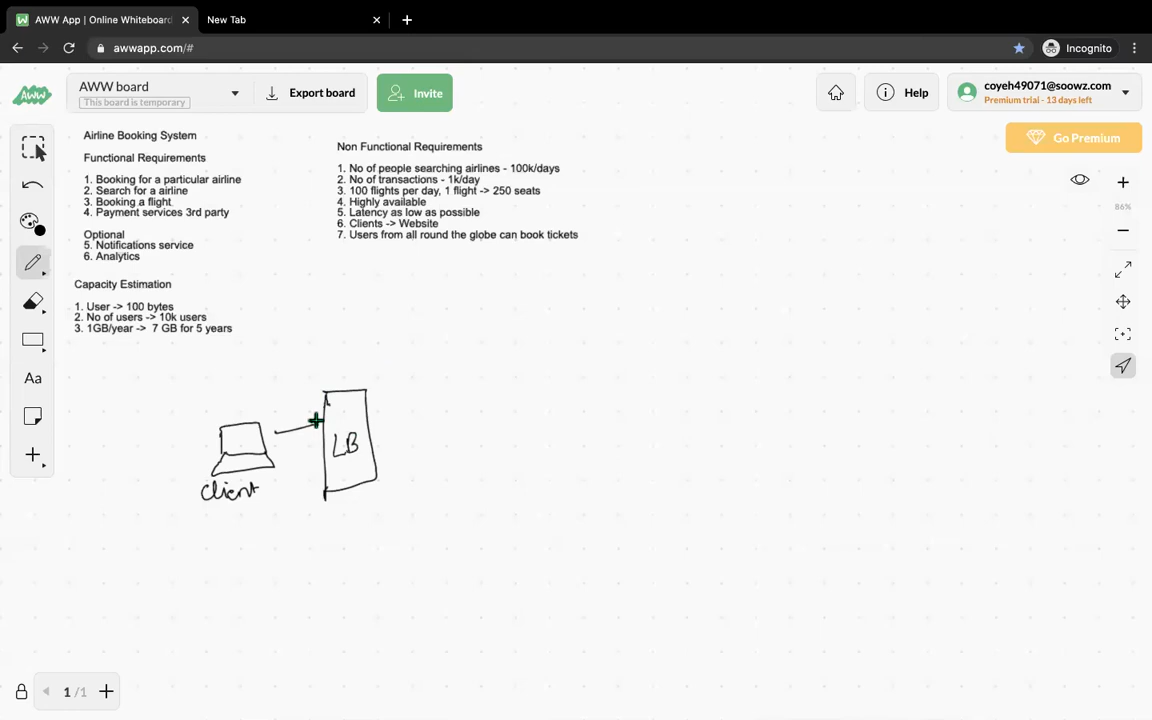 AWW App | Online Whiteboard
New Tab
awwapp.com/#
Incognito
AWW
AWW board
This board is temporary
Export board
Invite
Help
coyeh49071@soowz.com
Premium trial - 13 days left
Go Premium
86%
Airline Booking System
Functional Requirements
1. Booking for a particular airline
2. Search for a airline
3. Booking a flight
4. Payment services 3rd party
Optional
5. Notifications service
6. Analytics
Non Functional Requirements
1. No of people searching airlines - 100k/days
2. No of transactions - 1k/day
3. 100 flights per day, 1 flight -> 250 seats
4. Highly available
5. Latency as low as possible
6. Clients -> Website
7. Users from all round the globe can book tickets
Capacity Estimation
1. User -> 100 bytes
2. No of users -> 10k users
3. 1GB/year -> 7 GB for 5 years
Aa
LB
client
1 /1